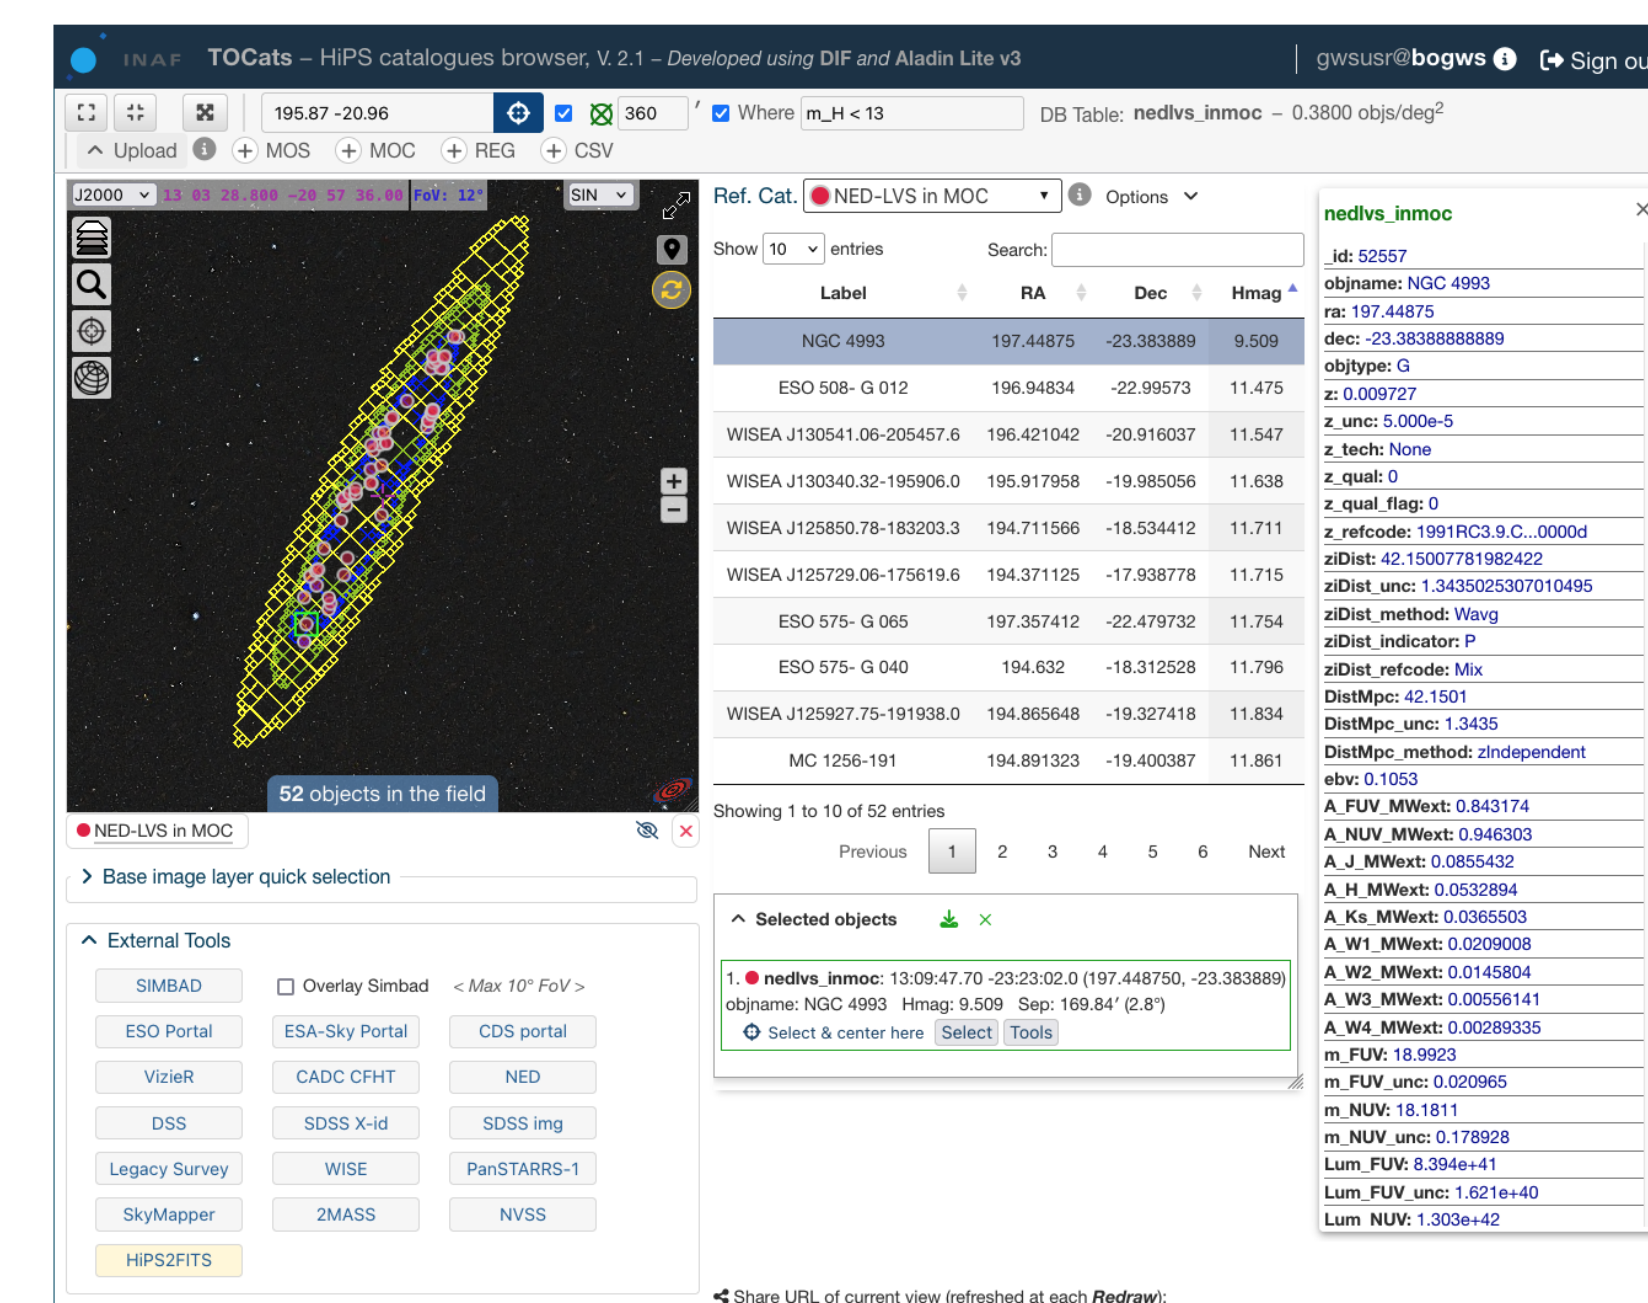 INAF TOCats – HiPS catalogues browser, V. 2.1 – Developed using DIF and Aladin Lite v3 gwsusr@bogws Sign ou
195.87 -20.96 360 ′ Where m_H < 13 DB Table: nedlvs_inmoc – 0.3800 objs/deg2
Upload MOS MOC REG CSV
J2000 13 03 28.800 -20 57 36.00 FoV: 12° SIN
52 objects in the field
NED-LVS in MOC
Base image layer quick selection
External Tools
SIMBAD Overlay Simbad < Max 10° FoV >
ESO Portal ESA-Sky Portal CDS portal
VizieR CADC CFHT NED
DSS SDSS X-id SDSS img
Legacy Survey WISE PanSTARRS-1
SkyMapper 2MASS NVSS
HiPS2FITS
Ref. Cat. NED-LVS in MOC Options
Show 10 entries Search:
Label RA Dec Hmag
NGC 4993 197.44875 -23.383889 9.509
ESO 508- G 012 196.94834 -22.99573 11.475
WISEA J130541.06-205457.6 196.421042 -20.916037 11.547
WISEA J130340.32-195906.0 195.917958 -19.985056 11.638
WISEA J125850.78-183203.3 194.711566 -18.534412 11.711
WISEA J125729.06-175619.6 194.371125 -17.938778 11.715
ESO 575- G 065 197.357412 -22.479732 11.754
ESO 575- G 040 194.632 -18.312528 11.796
WISEA J125927.75-191938.0 194.865648 -19.327418 11.834
MC 1256-191 194.891323 -19.400387 11.861
Showing 1 to 10 of 52 entries
Previous 1 2 3 4 5 6 Next
Selected objects
1. nedlvs_inmoc: 13:09:47.70 -23:23:02.0 (197.448750, -23.383889)
objname: NGC 4993 Hmag: 9.509 Sep: 169.84′ (2.8°)
Select & center here Select Tools
Share URL of current view (refreshed at each Redraw):
nedlvs_inmoc
_id: 52557
objname: NGC 4993
ra: 197.44875
dec: -23.38388888889
objtype: G
z: 0.009727
z_unc: 5.000e-5
z_tech: None
z_qual: 0
z_qual_flag: 0
z_refcode: 1991RC3.9.C...0000d
ziDist: 42.15007781982422
ziDist_unc: 1.3435025307010495
ziDist_method: Wavg
ziDist_indicator: P
ziDist_refcode: Mix
DistMpc: 42.1501
DistMpc_unc: 1.3435
DistMpc_method: zIndependent
ebv: 0.1053
A_FUV_MWext: 0.843174
A_NUV_MWext: 0.946303
A_J_MWext: 0.0855432
A_H_MWext: 0.0532894
A_Ks_MWext: 0.0365503
A_W1_MWext: 0.0209008
A_W2_MWext: 0.0145804
A_W3_MWext: 0.00556141
A_W4_MWext: 0.00289335
m_FUV: 18.9923
m_FUV_unc: 0.020965
m_NUV: 18.1811
m_NUV_unc: 0.178928
Lum_FUV: 8.394e+41
Lum_FUV_unc: 1.621e+40
Lum_NUV: 1.303e+42